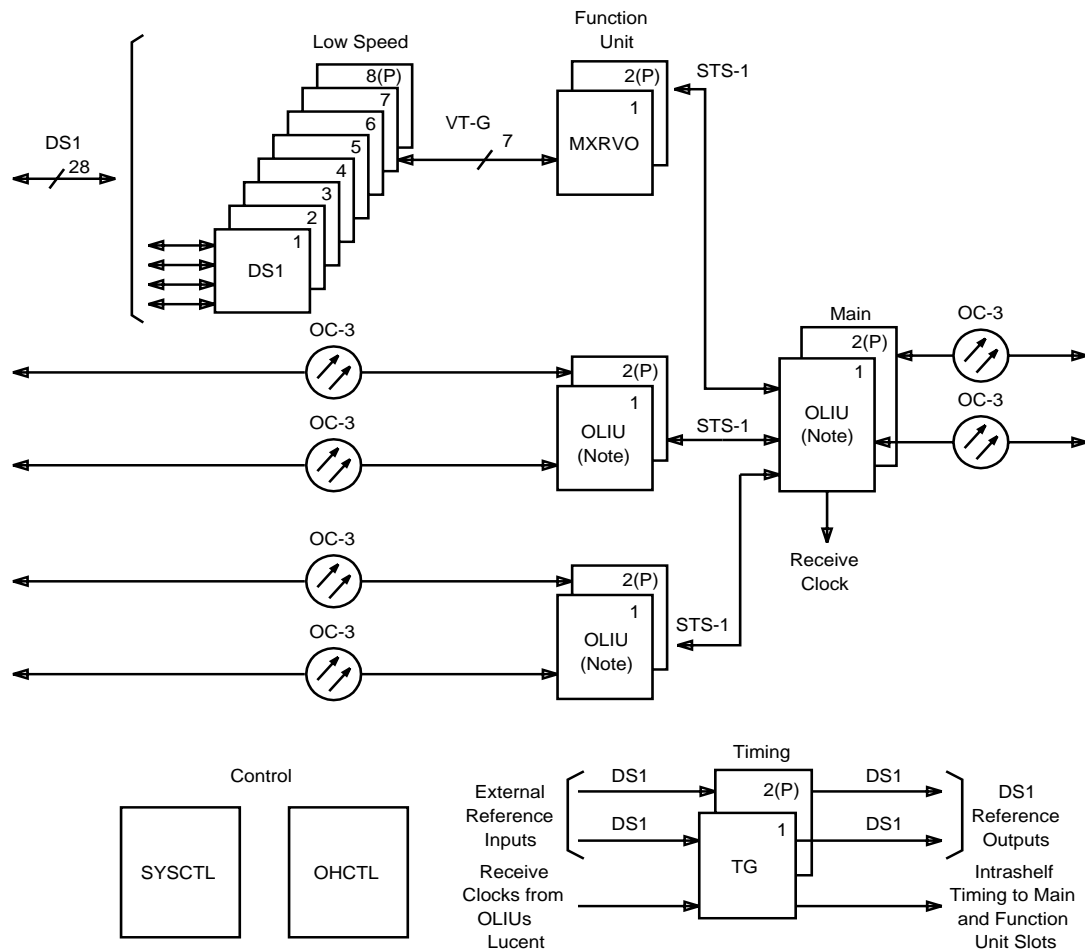 Function
Unit
Low Speed
8(P)
7
6
5
4
3
2
1
DS1
DS1
28
VT-G
7
2(P)
1
MXRVO
STS-1
OC-3
OC-3
2(P)
1
OLIU
(Note)
STS-1
Main
2(P)
1
OLIU
(Note)
OC-3
OC-3
Receive
Clock
OC-3
OC-3
2(P)
1
OLIU
(Note)
STS-1
Control
SYSCTL
OHCTL
Timing
External
Reference
Inputs
DS1
DS1
2(P)
1
TG
DS1
DS1
DS1
Reference
Outputs
Receive
Clocks from
OLIUs
Lucent
Intrashelf
Timing to Main
and Function
Unit Slots